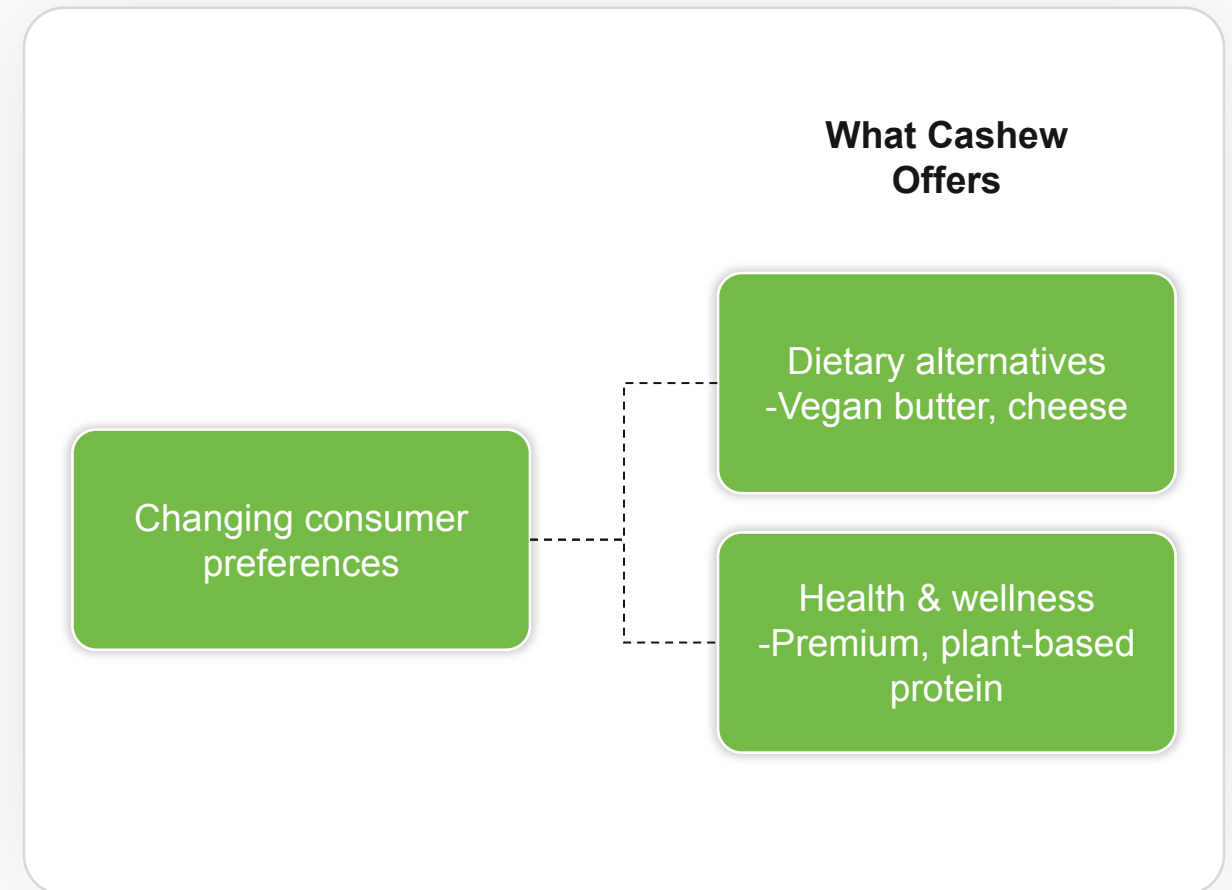 What Cashew
Offers
Dietary alternatives
-Vegan butter, cheese
Changing consumer
preferences
Health & wellness
-Premium, plant-based
protein